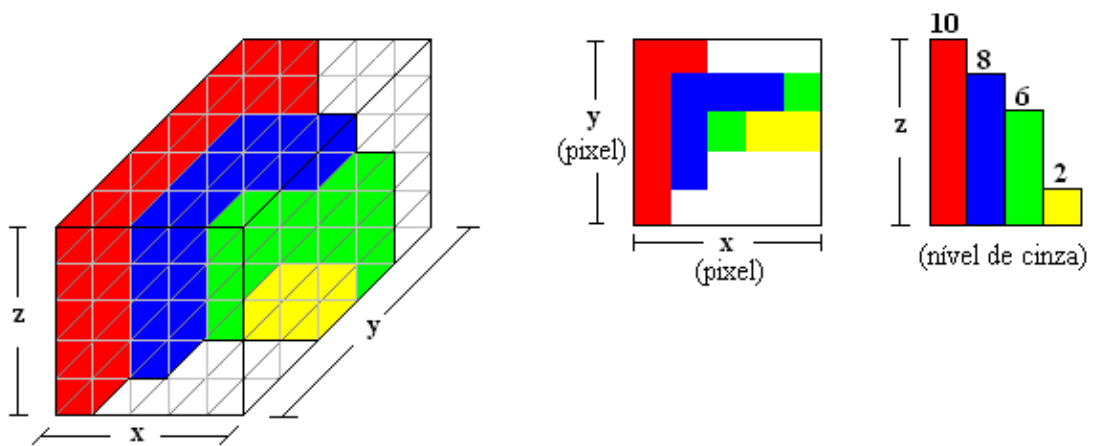 z
x
y
y
(pixel)
x
(pixel)
10
8
6
2
z
(nível de cinza)